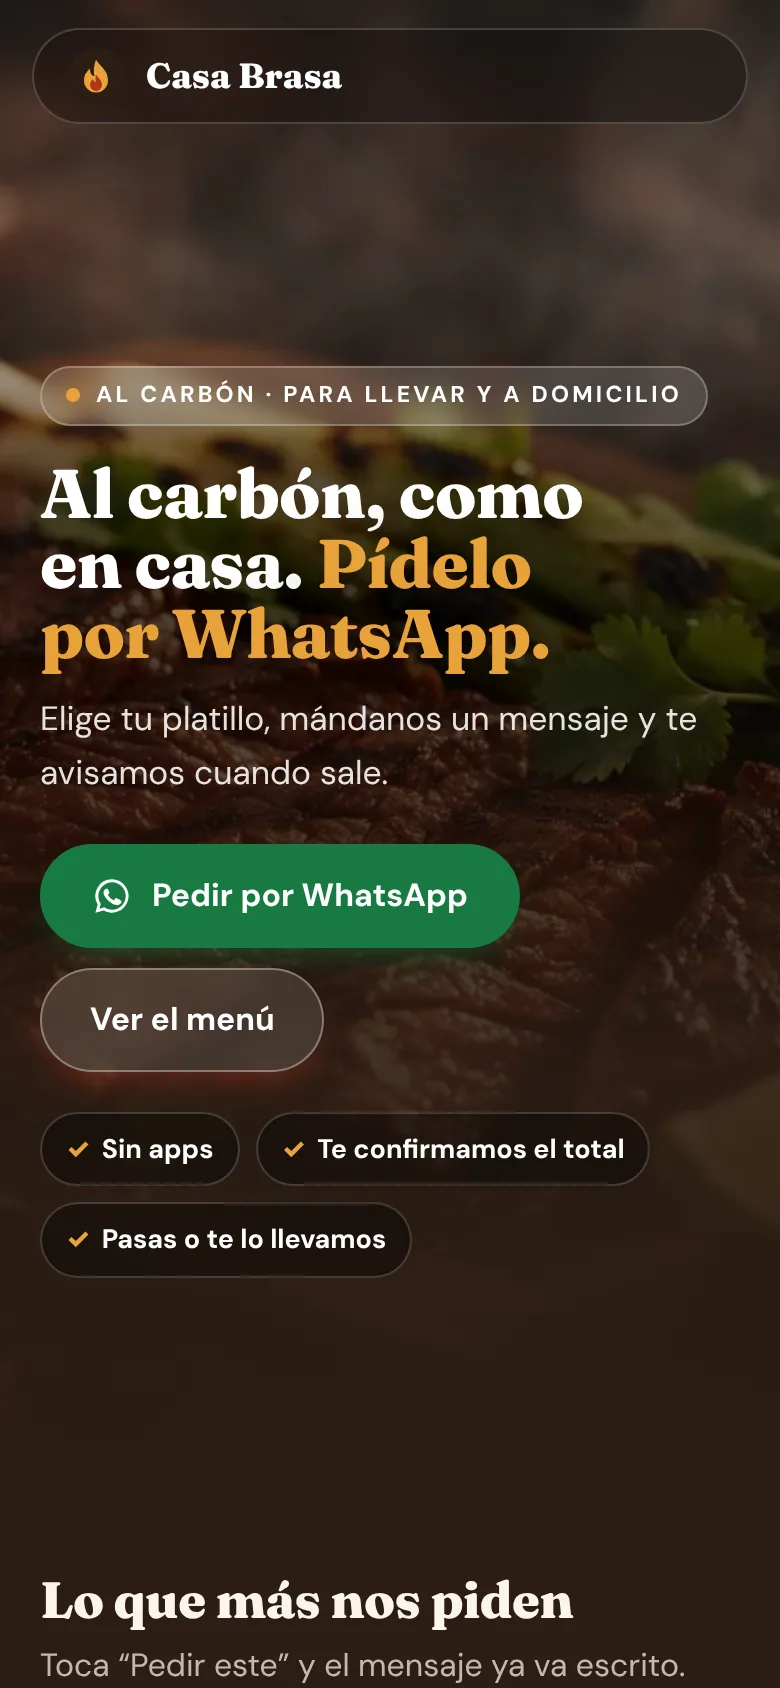 Casa Brasa
AL CARBÓN · PARA LLEVAR Y A DOMICILIO
Al carbón, como
en casa. Pídelo
por WhatsApp.
Elige tu platillo, mándanos un mensaje y te
avisamos cuando sale.
Pedir por WhatsApp
Ver el menú
Sin apps
Te confirmamos el total
Pasas o te lo llevamos
Lo que más nos piden
Toca “Pedir este” y el mensaje ya va escrito.